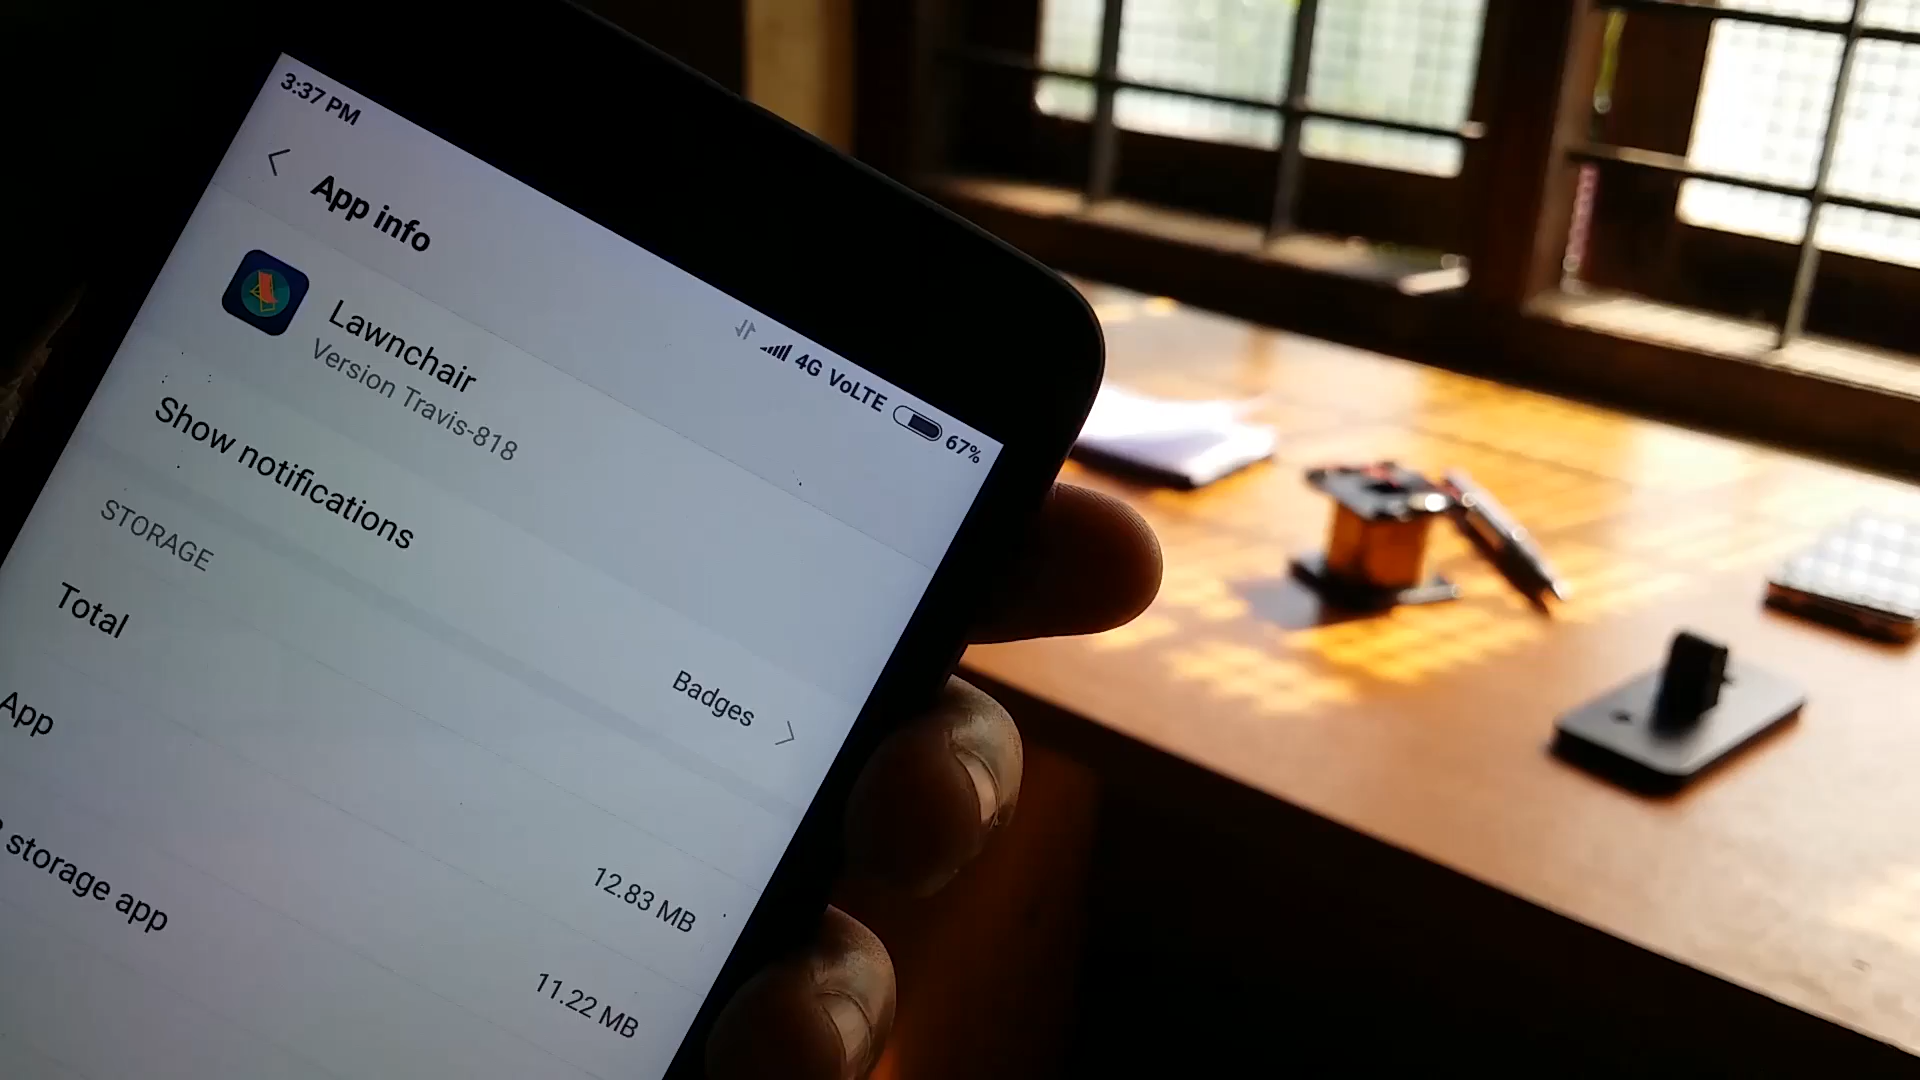 3:37 PM
4G VoLTE 67%
App info
Lawnchair
Version Travis-818
Show notifications
Badges
STORAGE
Total
12.83 MB
App
11.22 MB
storage app